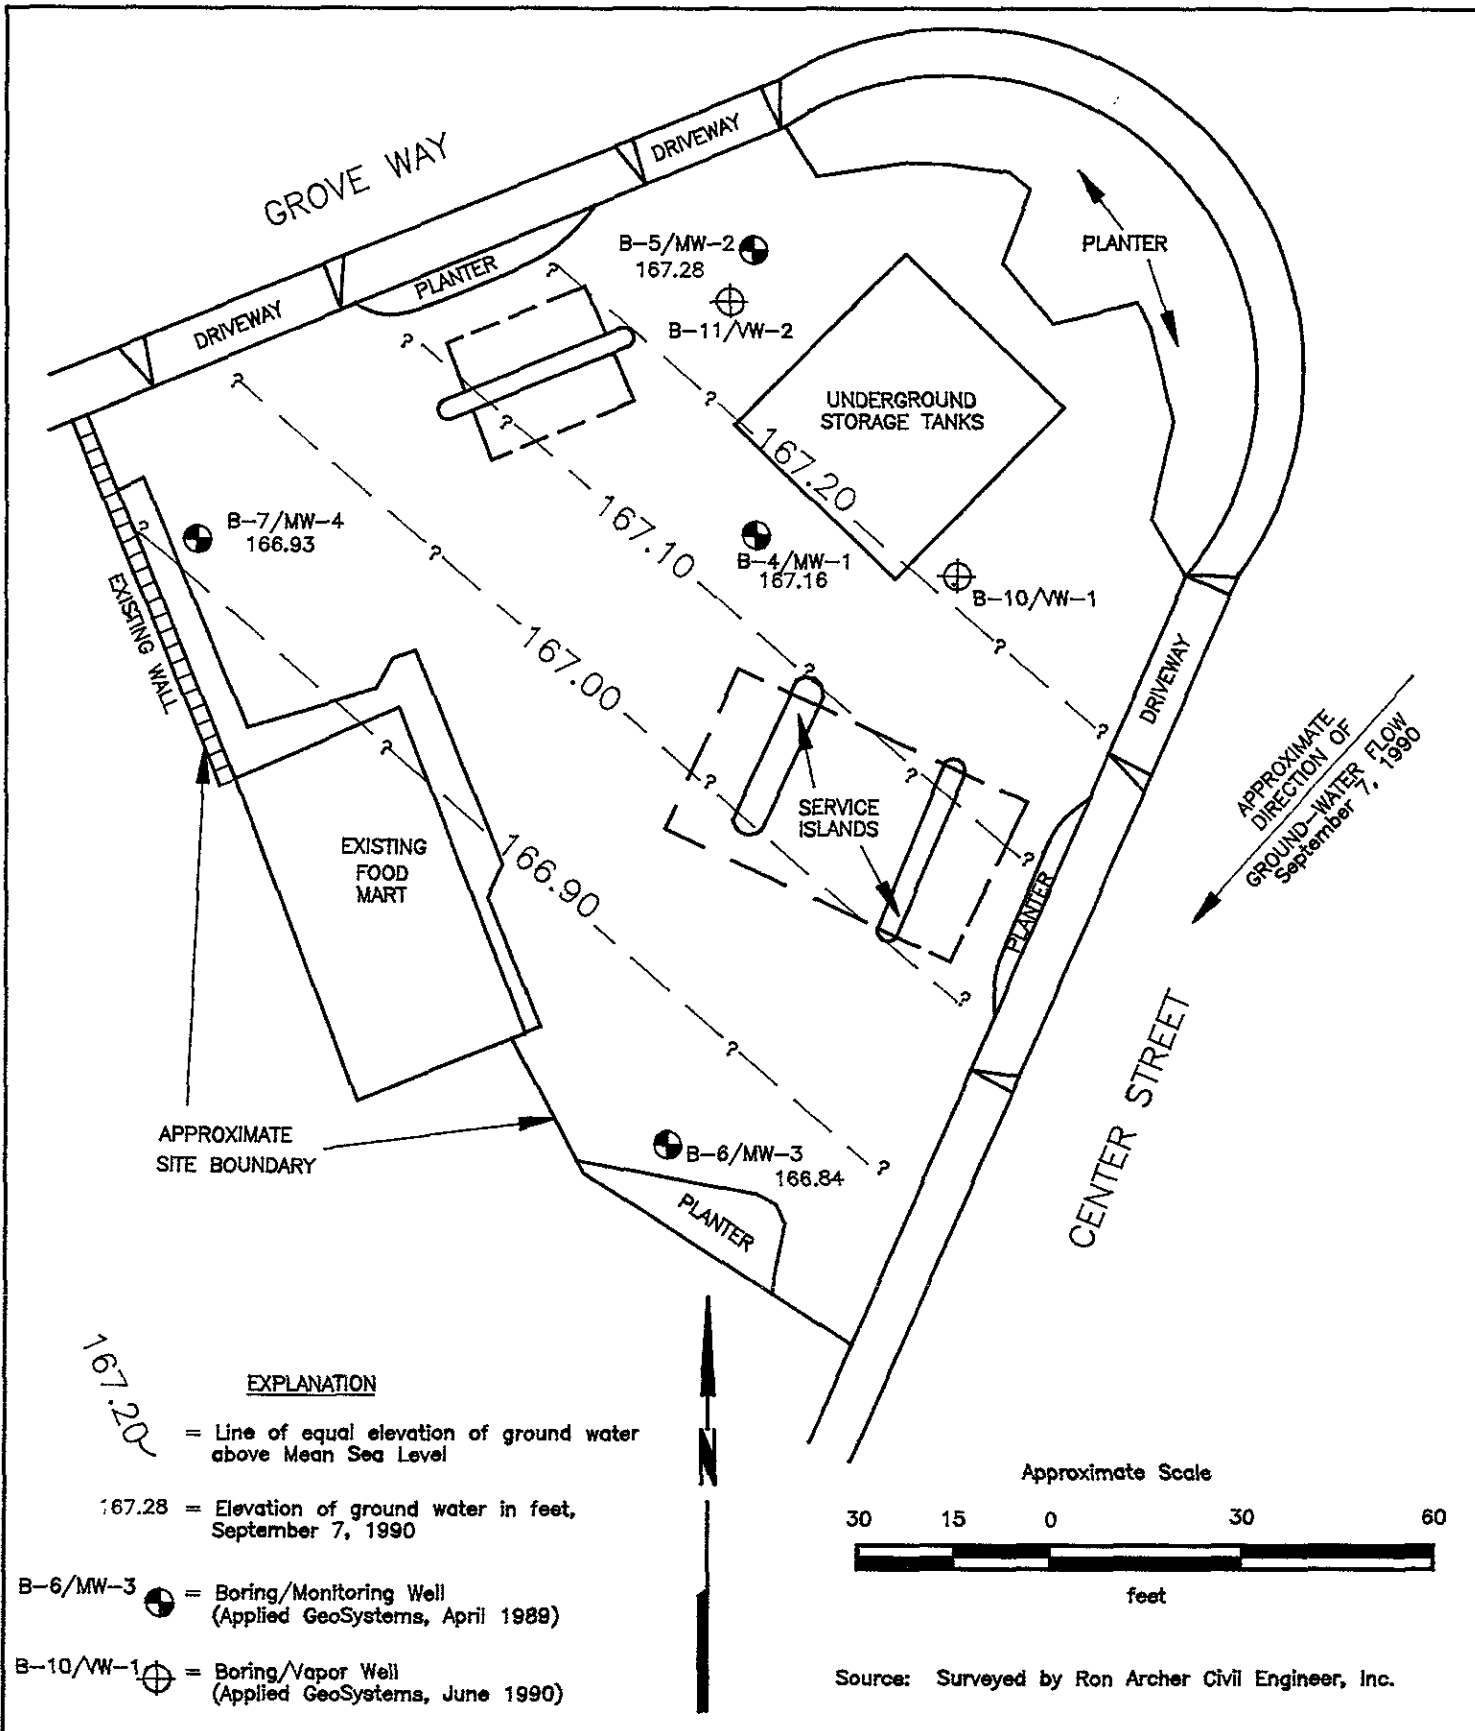 GROVE WAY
DRIVEWAY
DRIVEWAY
PLANTER
PLANTER
B-5/MW-2
167.28
B-11/VW-2
UNDERGROUND
STORAGE TANKS
167.20
167.10
167.00
166.90
B-7/MW-4
166.93
B-4/MW-1
167.16
B-10/VW-1
EXISTING WALL
DRIVEWAY
APPROXIMATE
DIRECTION OF
GROUND-WATER FLOW
September 7, 1990
SERVICE
ISLANDS
EXISTING
FOOD
MART
PLANTER
CENTER STREET
APPROXIMATE
SITE BOUNDARY
B-6/MW-3
166.84
PLANTER
167.20
EXPLANATION
= Line of equal elevation of ground water
above Mean Sea Level
167.28 = Elevation of ground water in feet,
September 7, 1990
B-6/MW-3 = Boring/Monitoring Well
(Applied GeoSystems, April 1989)
B-10/VW-1 = Boring/Vapor Well
(Applied GeoSystems, June 1990)
N
Approximate Scale
30 15 0 30 60
feet
Source: Surveyed by Ron Archer Civil Engineer, Inc.